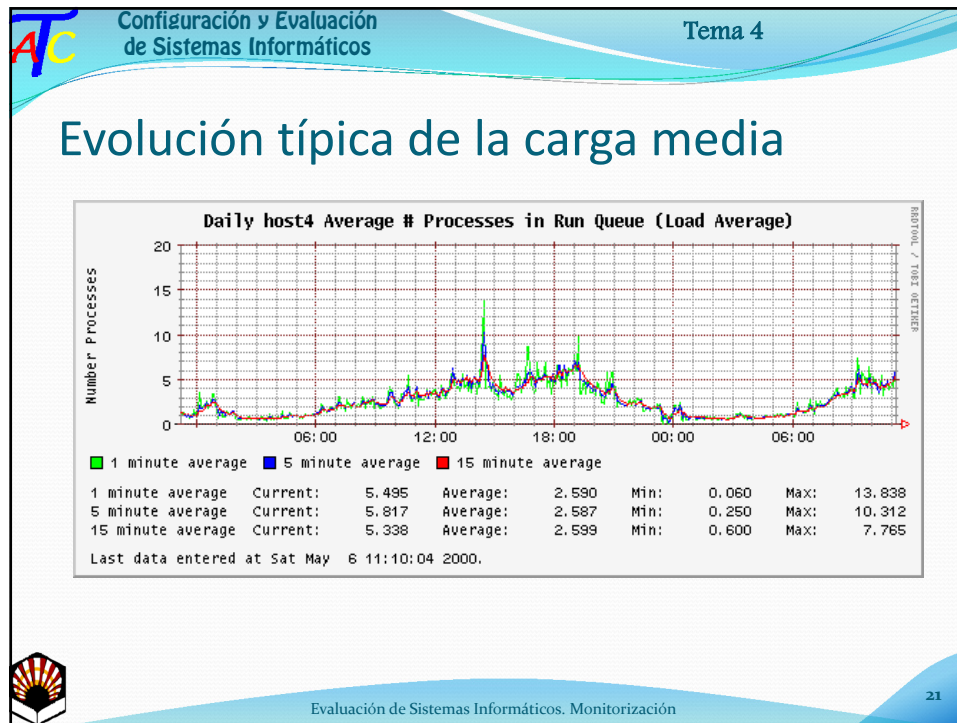 ATC
Configuración y Evaluación
de Sistemas Informáticos
Tema 4
Evolución típica de la carga media
Daily host4 Average # Processes in Run Queue (Load Average)
RRDTOOL / TOBI OETIKER
Number Processes
20
15
10
5
0
06:00 12:00 18:00 00:00 06:00
1 minute average 5 minute average 15 minute average
1 minute average Current: 5.495 Average: 2.590 Min: 0.060 Max: 13.838
5 minute average Current: 5.817 Average: 2.587 Min: 0.250 Max: 10.312
15 minute average Current: 5.338 Average: 2.599 Min: 0.600 Max: 7.765
Last data entered at Sat May 6 11:10:04 2000.
Evaluación de Sistemas Informáticos. Monitorización
21